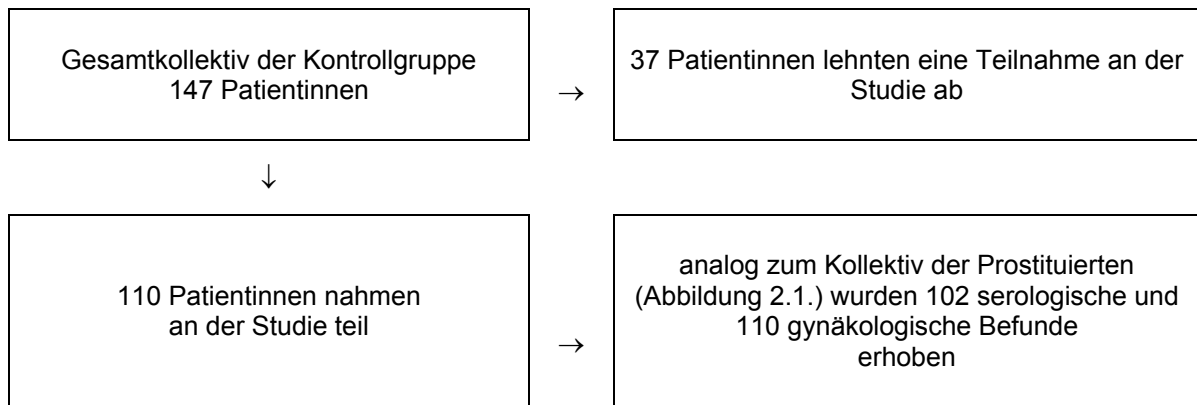 Gesamtkollektiv der Kontrollgruppe
147 Patientinnen
→
37 Patientinnen lehnten eine Teilnahme an der
Studie ab
↓
110 Patientinnen nahmen
an der Studie teil
→
analog zum Kollektiv der Prostituierten
(Abbildung 2.1.) wurden 102 serologische und
110 gynäkologische Befunde
erhoben